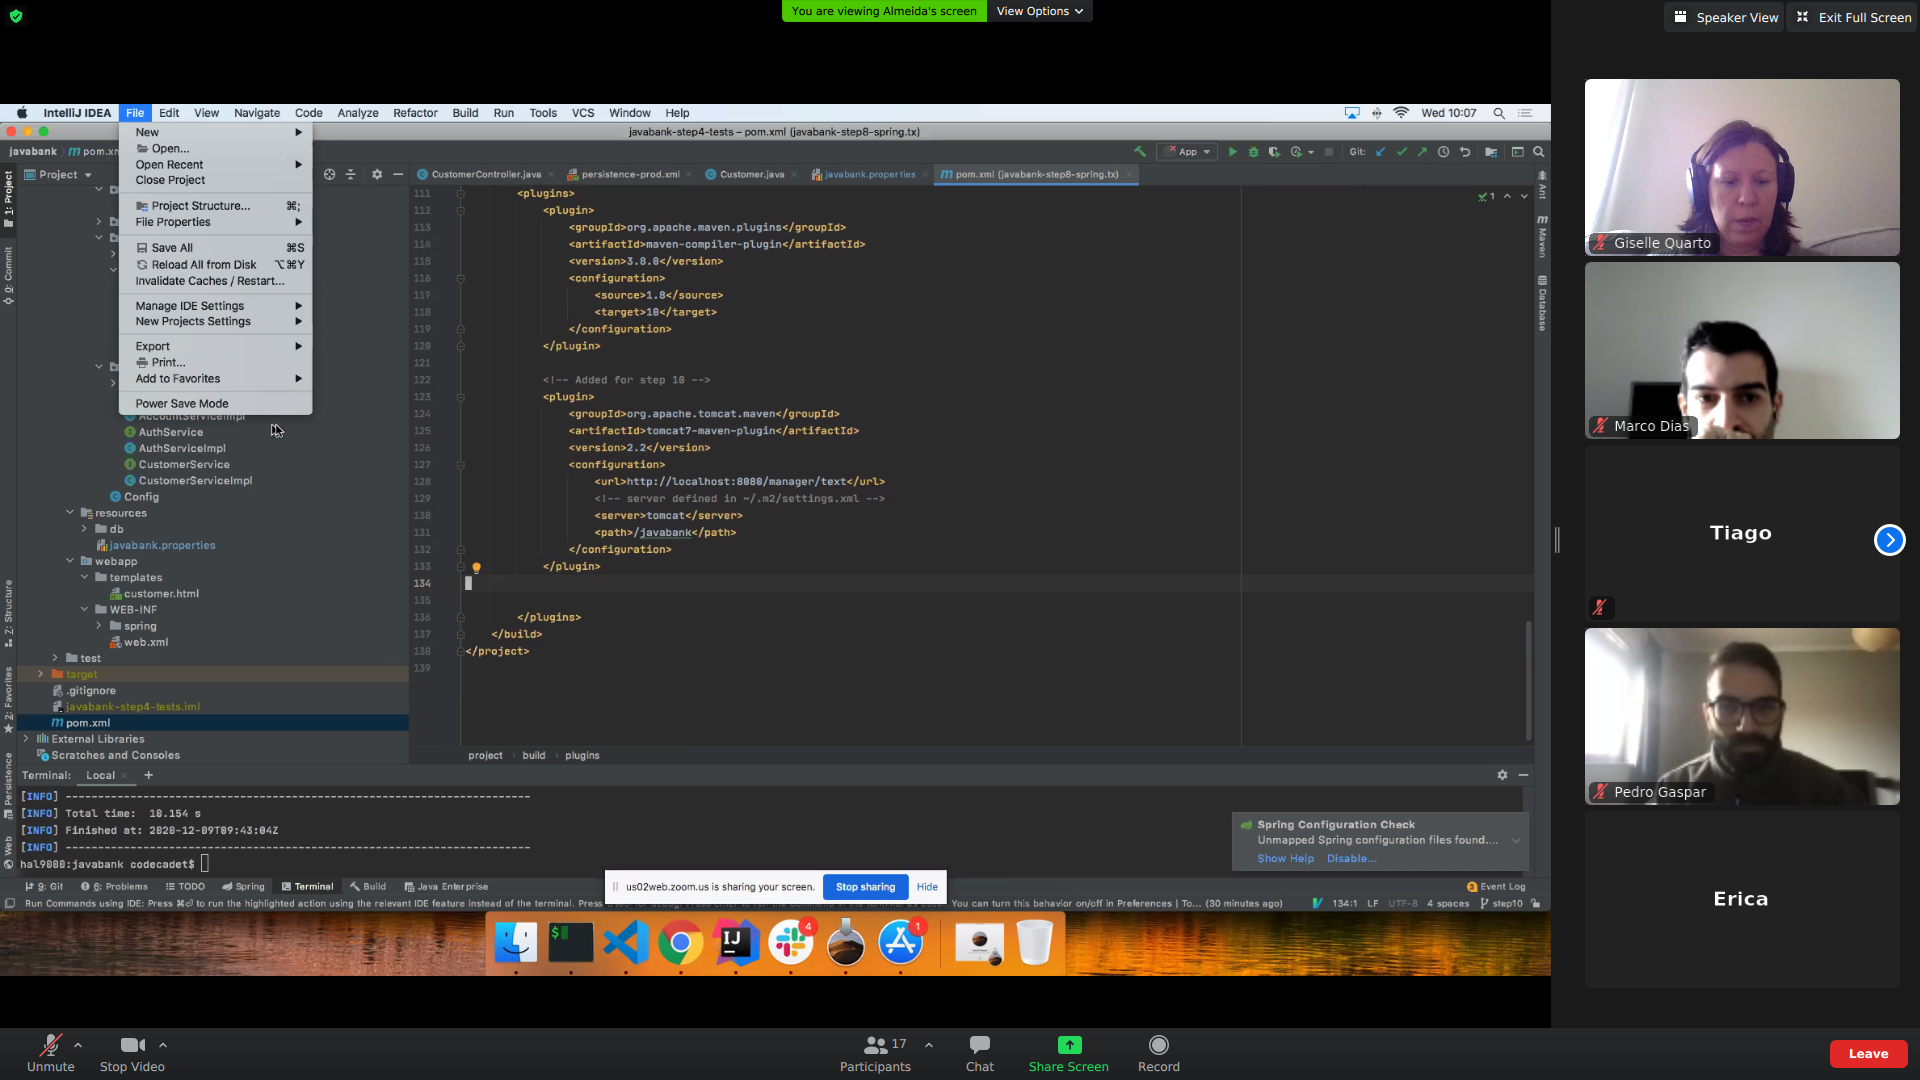 You are viewing Almeida's screen
View Options
Speaker View
Exit Full Screen
IntelliJ IDEA File Edit View Navigate Code Analyze Refactor Build Run Tools VCS Window Help
Wed 10:07
javabank-step4-tests – pom.xml (javabank-step8-spring.tx)
javabank
App
Git:
Project
CustomerController.java
persistence-prod.xml
Customer.java
javabank.properties
pom.xml (javabank-step8-spring.tx)
New
Open...
Open Recent
Close Project
Project Structure... ⌘;
File Properties
Save All ⌘S
Reload All from Disk ⌥⌘Y
Invalidate Caches / Restart...
Manage IDE Settings
New Projects Settings
Export
Print...
Add to Favorites
Power Save Mode
AccountServiceImpl
AuthService
AuthServiceImpl
CustomerService
CustomerServiceImpl
Config
resources
db
javabank.properties
webapp
templates
customer.html
WEB-INF
spring
web.xml
test
target
.gitignore
javabank-step4-tests.iml
pom.xml
External Libraries
Scratches and Consoles
1: Project
0: Commit
7: Structure
2: Favorites
Persistence
Web
111 <plugins>
112 <plugin>
113 <groupId>org.apache.maven.plugins</groupId>
114 <artifactId>maven-compiler-plugin</artifactId>
115 <version>3.8.0</version>
116 <configuration>
117 <source>1.8</source>
118 <target>10</target>
119 </configuration>
120 </plugin>
121
122 <!-- Added for step 10 -->
123 <plugin>
124 <groupId>org.apache.tomcat.maven</groupId>
125 <artifactId>tomcat7-maven-plugin</artifactId>
126 <version>2.2</version>
127 <configuration>
128 <url>http://localhost:8080/manager/text</url>
129 <!-- server defined in ~/.m2/settings.xml -->
130 <server>tomcat</server>
131 <path>/javabank</path>
132 </configuration>
133 </plugin>
134
135
136 </plugins>
137 </build>
138 </project>
139
1
Ant
Maven
Database
project build plugins
Terminal: Local
[INFO] ------------------------------------------------------------------------
[INFO] Total time: 10.154 s
[INFO] Finished at: 2020-12-09T09:43:04Z
[INFO] ------------------------------------------------------------------------
hal9000:javabank codecadet$
Spring Configuration Check
Unmapped Spring configuration files found....
Show Help Disable...
9: Git
6: Problems
TODO
Spring
Terminal
Build
Java Enterprise
Event Log
us02web.zoom.us is sharing your screen.
Stop sharing
Hide
Run Commands using IDE: Press ⌘⏎ to run the highlighted action using the relevant IDE feature instead of the terminal. Press
You can turn this behavior on/off in Preferences | To... (30 minutes ago)
134:1 LF UTF-8 4 spaces step10
4
1
Giselle Quarto
Marco Dias
Tiago
Pedro Gaspar
Erica
Unmute
Stop Video
17
Participants
Chat
Share Screen
Record
Leave